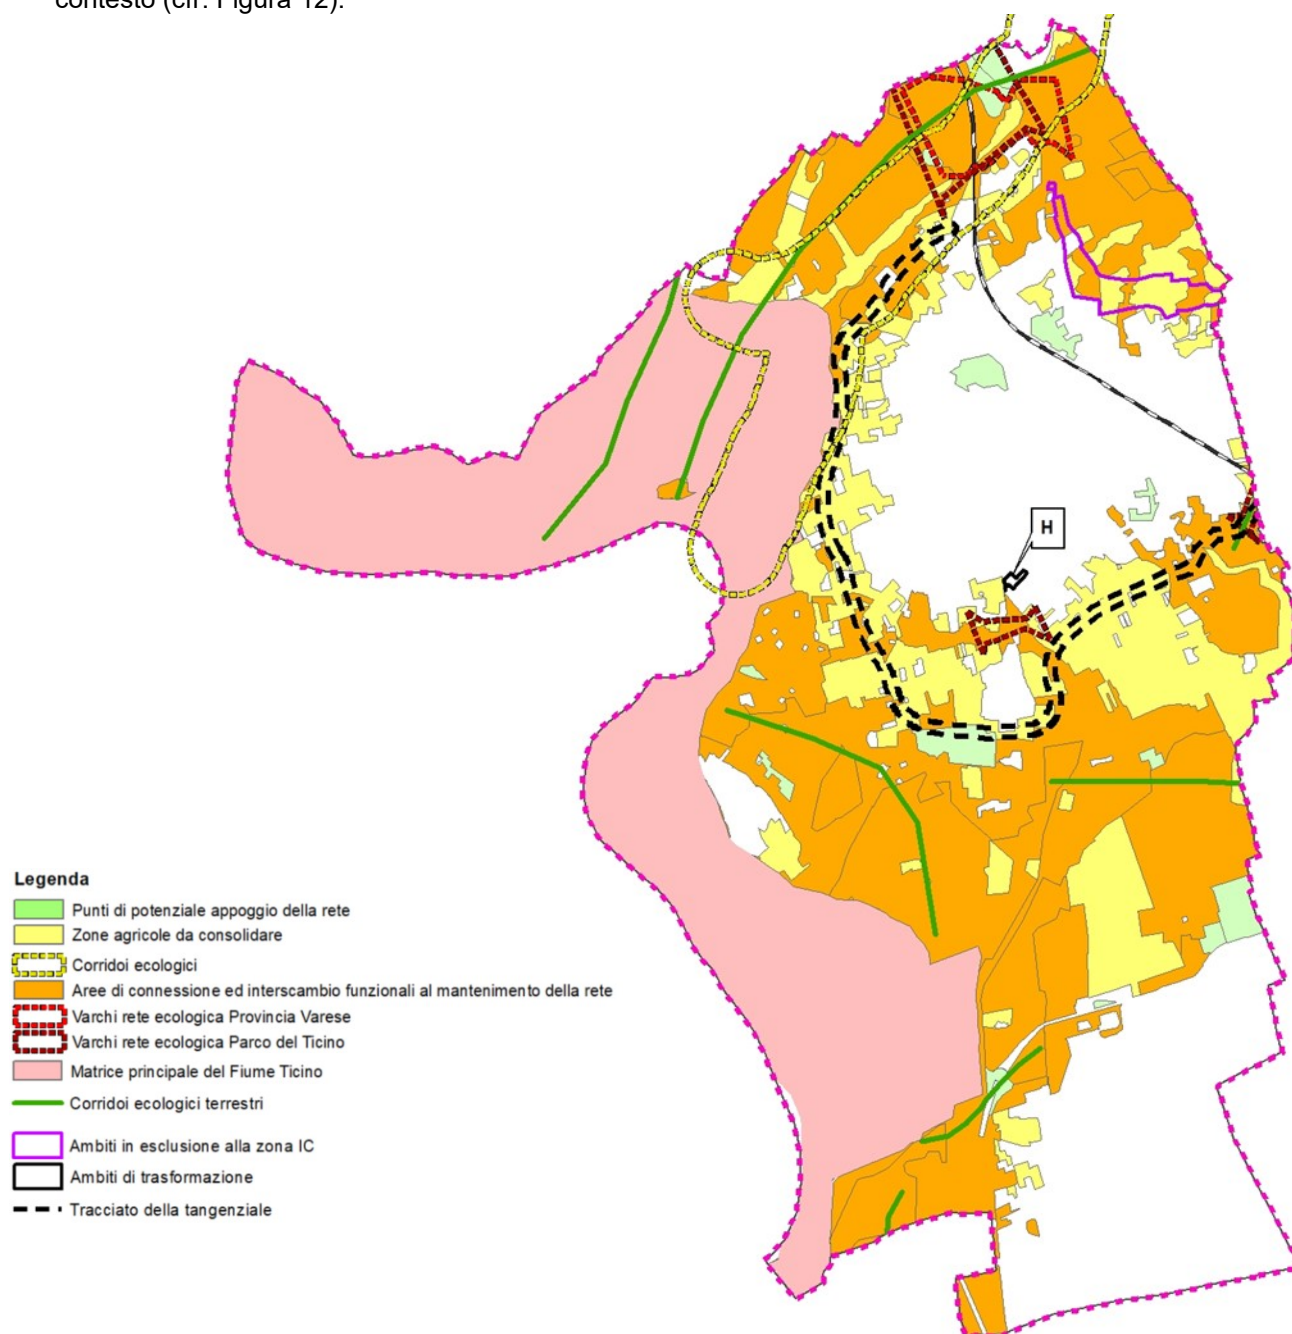 contesto (cfr. Figura 12).
H
Legenda
Punti di potenziale appoggio della rete
Zone agricole da consolidare
Corridoi ecologici
Aree di connessione ed interscambio funzionali al mantenimento della rete
Varchi rete ecologica Provincia Varese
Varchi rete ecologica Parco del Ticino
Matrice principale del Fiume Ticino
Corridoi ecologici terrestri
Ambiti in esclusione alla zona IC
Ambiti di trasformazione
Tracciato della tangenziale